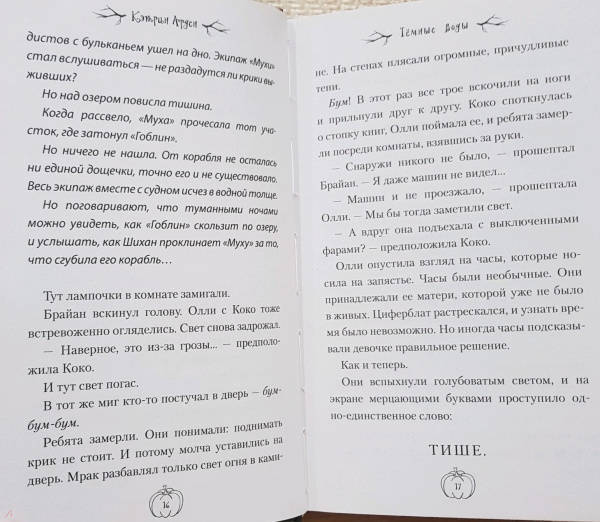 Кэтрин Арден
дистов с бульканьем ушел на дно. Экипаж «Мухи»
стал вслушиваться — не раздадутся ли крики вы-
живших?
Но над озером повисла тишина.
Когда рассвело, «Муха» прочесала тот уча-
сток, где затонул «Гоблин».
Но ничего не нашла. От корабля не осталась
ни единой дощечки, точно его и не существовало.
Весь экипаж вместе с судном исчез в водной толще.
Но поговаривают, что туманными ночами
можно увидеть, как «Гоблин» скользит по озеру,
и услышать, как Шихан проклинает «Муху» за то,
что сгубила его корабль…
Тут лампочки в комнате замигали.
Брайан вскинул голову. Олли с Коко тоже
встревоженно огляделись. Свет снова задрожал.
— Наверное, это из-за грозы... — предполо-
жила Коко.
И тут свет погас.
В тот же миг кто-то постучал в дверь — бум-
бум-бум.
Ребята замерли. Они понимали: поднимать
крик не стоит. И потому молча уставились на
дверь. Мрак разбавлял только свет огня в ками-
16
Тёмные воды
не. На стенах плясали огромные, причудливые
тени.
Бум! В этот раз все трое вскочили на ноги
и прильнули друг к другу. Коко споткнулась
о стопку книг, Олли поймала ее, и ребята замер-
ли посреди комнаты, взявшись за руки.
— Снаружи никого не было, — прошептал
Брайан. — Я даже машин не видел...
— Машин и не проезжало, — прошептала
Олли. — Мы бы тогда заметили свет.
— А вдруг она подъехала с выключенными
фарами? — предположила Коко.
Олли опустила взгляд на часы, которые но-
сила на запястье. Часы были необычные. Они
принадлежали ее матери, которой уже не было
в живых. Циферблат растрескался, и узнать вре-
мя было невозможно. Но иногда часы подсказы-
вали девочке правильное решение.
Как и теперь.
Они вспыхнули голубоватым светом, и на
экране мерцающими буквами проступило од-
но-единственное слово:
ТИШЕ.
17